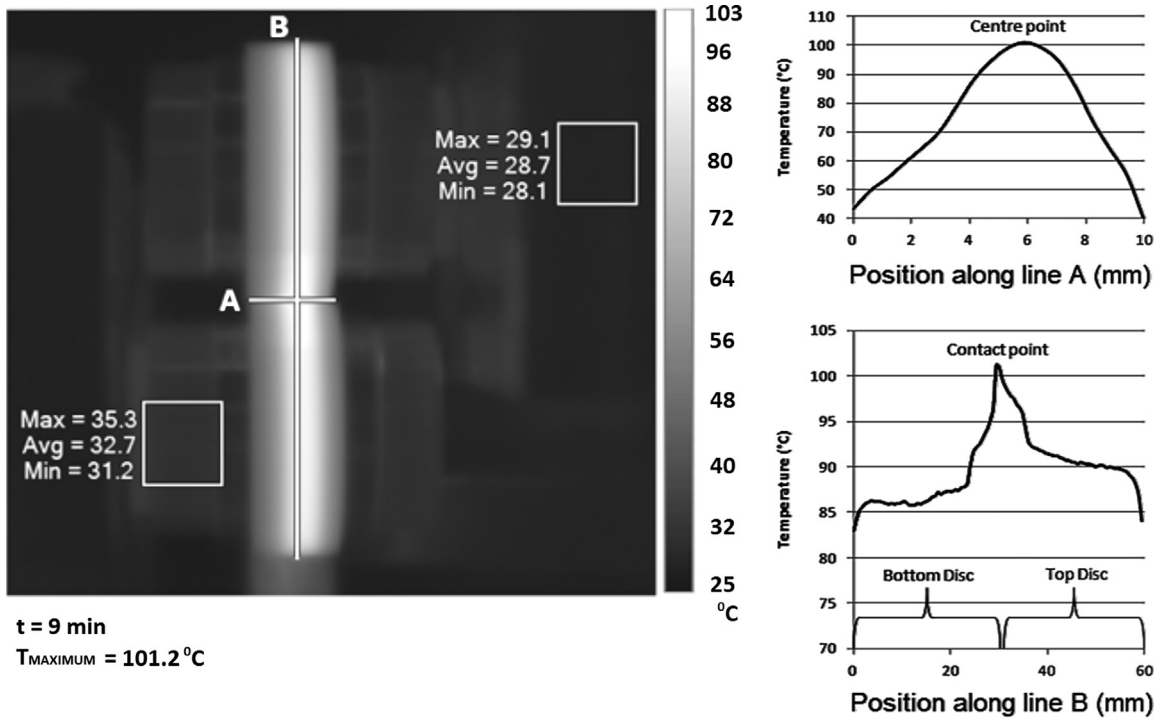 B
A
Max = 29.1
Avg = 28.7
Min = 28.1
Max = 35.3
Avg = 32.7
Min = 31.2
103
96
88
80
72
64
56
48
40
32
25
⁰C
t = 9 min
TMAXIMUM = 101.2 ⁰C
110
100
90
80
70
60
50
40
Temperature (°C)
Centre point
0 2 4 6 8 10
Position along line A (mm)
105
100
95
90
85
80
75
70
Temperature (°C)
Contact point
Bottom Disc Top Disc
0 20 40 60
Position along line B (mm)